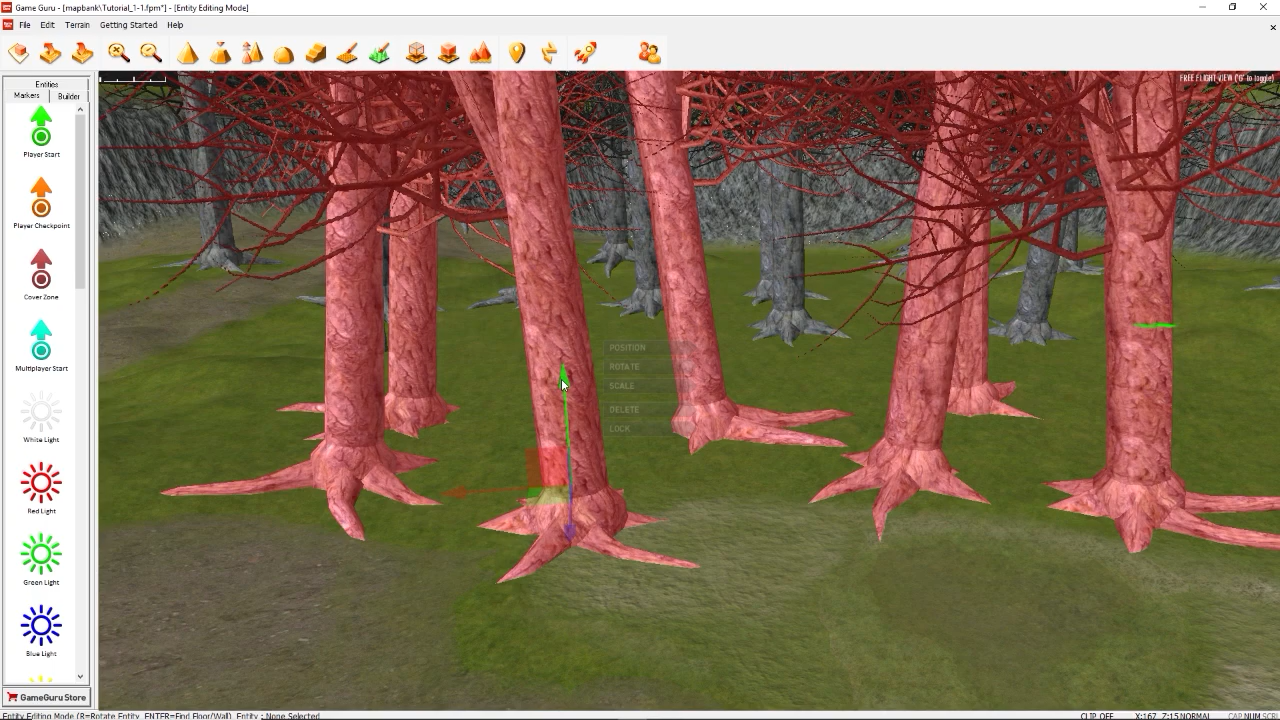 Game Guru - [mapbank\Tutorial_1-1.fpm*] - [Entity Editing Mode]
File Edit Terrain Getting Started Help
Entities
Markers Builder
FREE FLIGHT VIEW ('G' to toggle)
Player Start
Player Checkpoint
Cover Zone
Multiplayer Start
White Light
Red Light
Green Light
Blue Light
POSITION
ROTATE
SCALE
DELETE
LOCK
GameGuru Store
Entity Editing Mode (R=Rotate Entity, ENTER=Find Floor/Wall) Entity : None Selected CLIP OFF X:167 Z:15 NORMAL CAP NUM SCRL